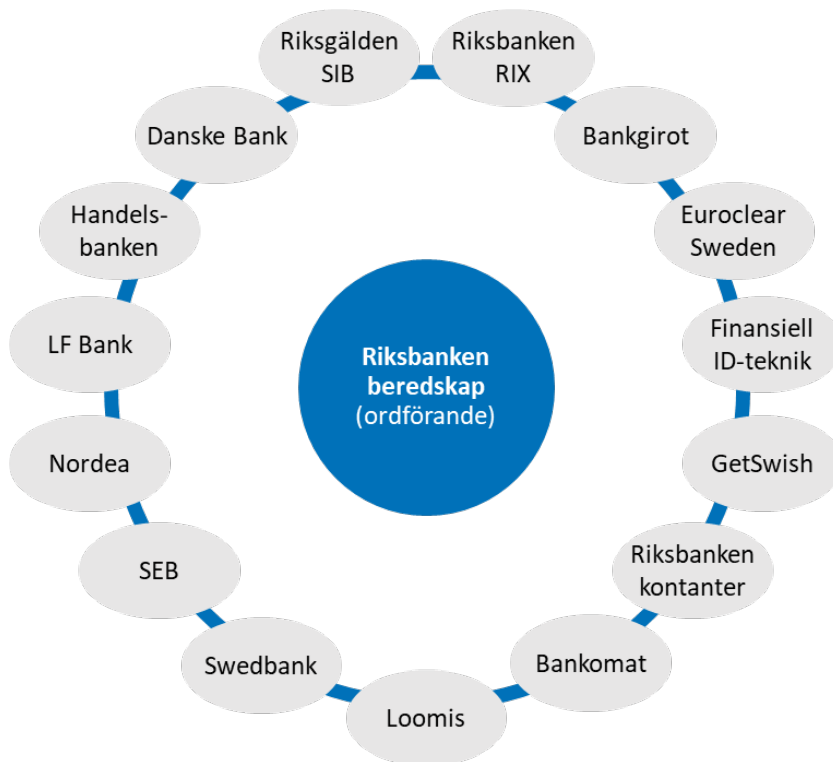 Riksgälden
SIB
Riksbanken
RIX
Danske Bank
Bankgirot
Handels-
banken
Euroclear
Sweden
LF Bank
Finansiell
ID-teknik
Riksbanken
beredskap
(ordförande)
Nordea
GetSwish
SEB
Riksbanken
kontanter
Swedbank
Bankomat
Loomis